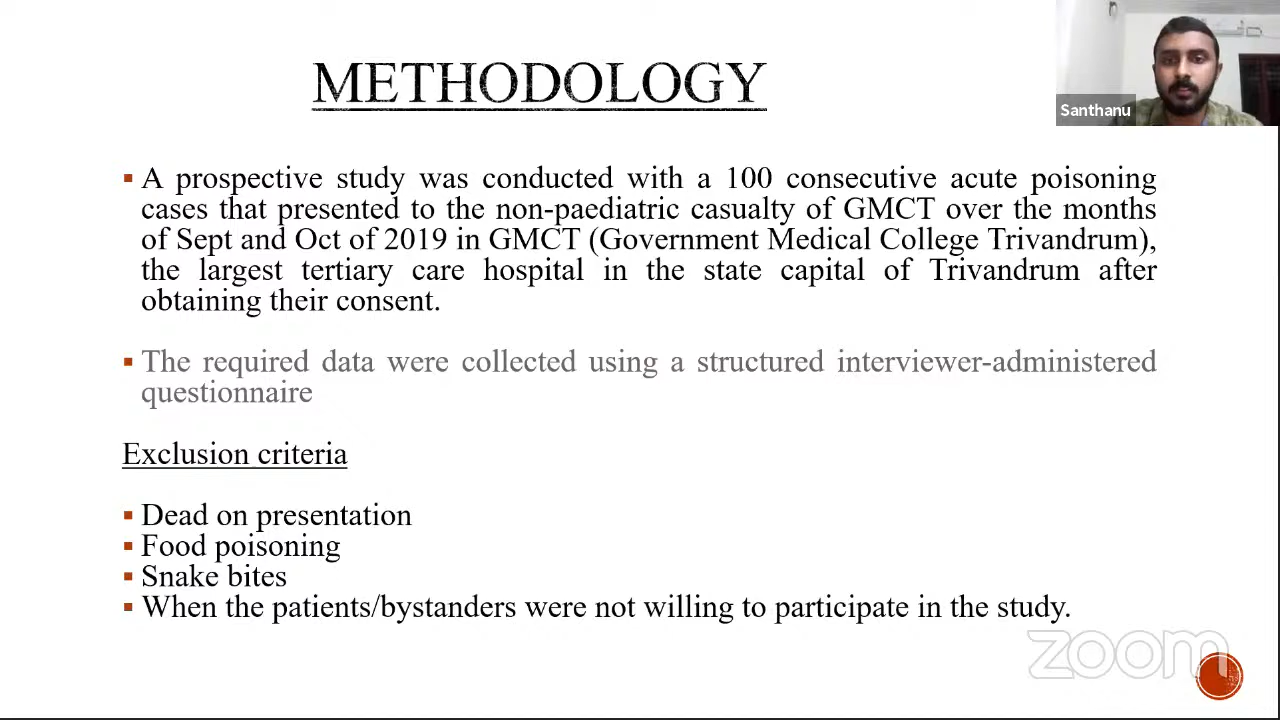 METHODOLOGY
Santhanu
▪ A prospective study was conducted with a 100 consecutive acute poisoning
cases that presented to the non-paediatric casualty of GMCT over the months
of Sept and Oct of 2019 in GMCT (Government Medical College Trivandrum),
the largest tertiary care hospital in the state capital of Trivandrum after
obtaining their consent.
▪ The required data were collected using a structured interviewer-administered
questionnaire
Exclusion criteria
▪ Dead on presentation
▪ Food poisoning
▪ Snake bites
▪ When the patients/bystanders were not willing to participate in the study.
zoom